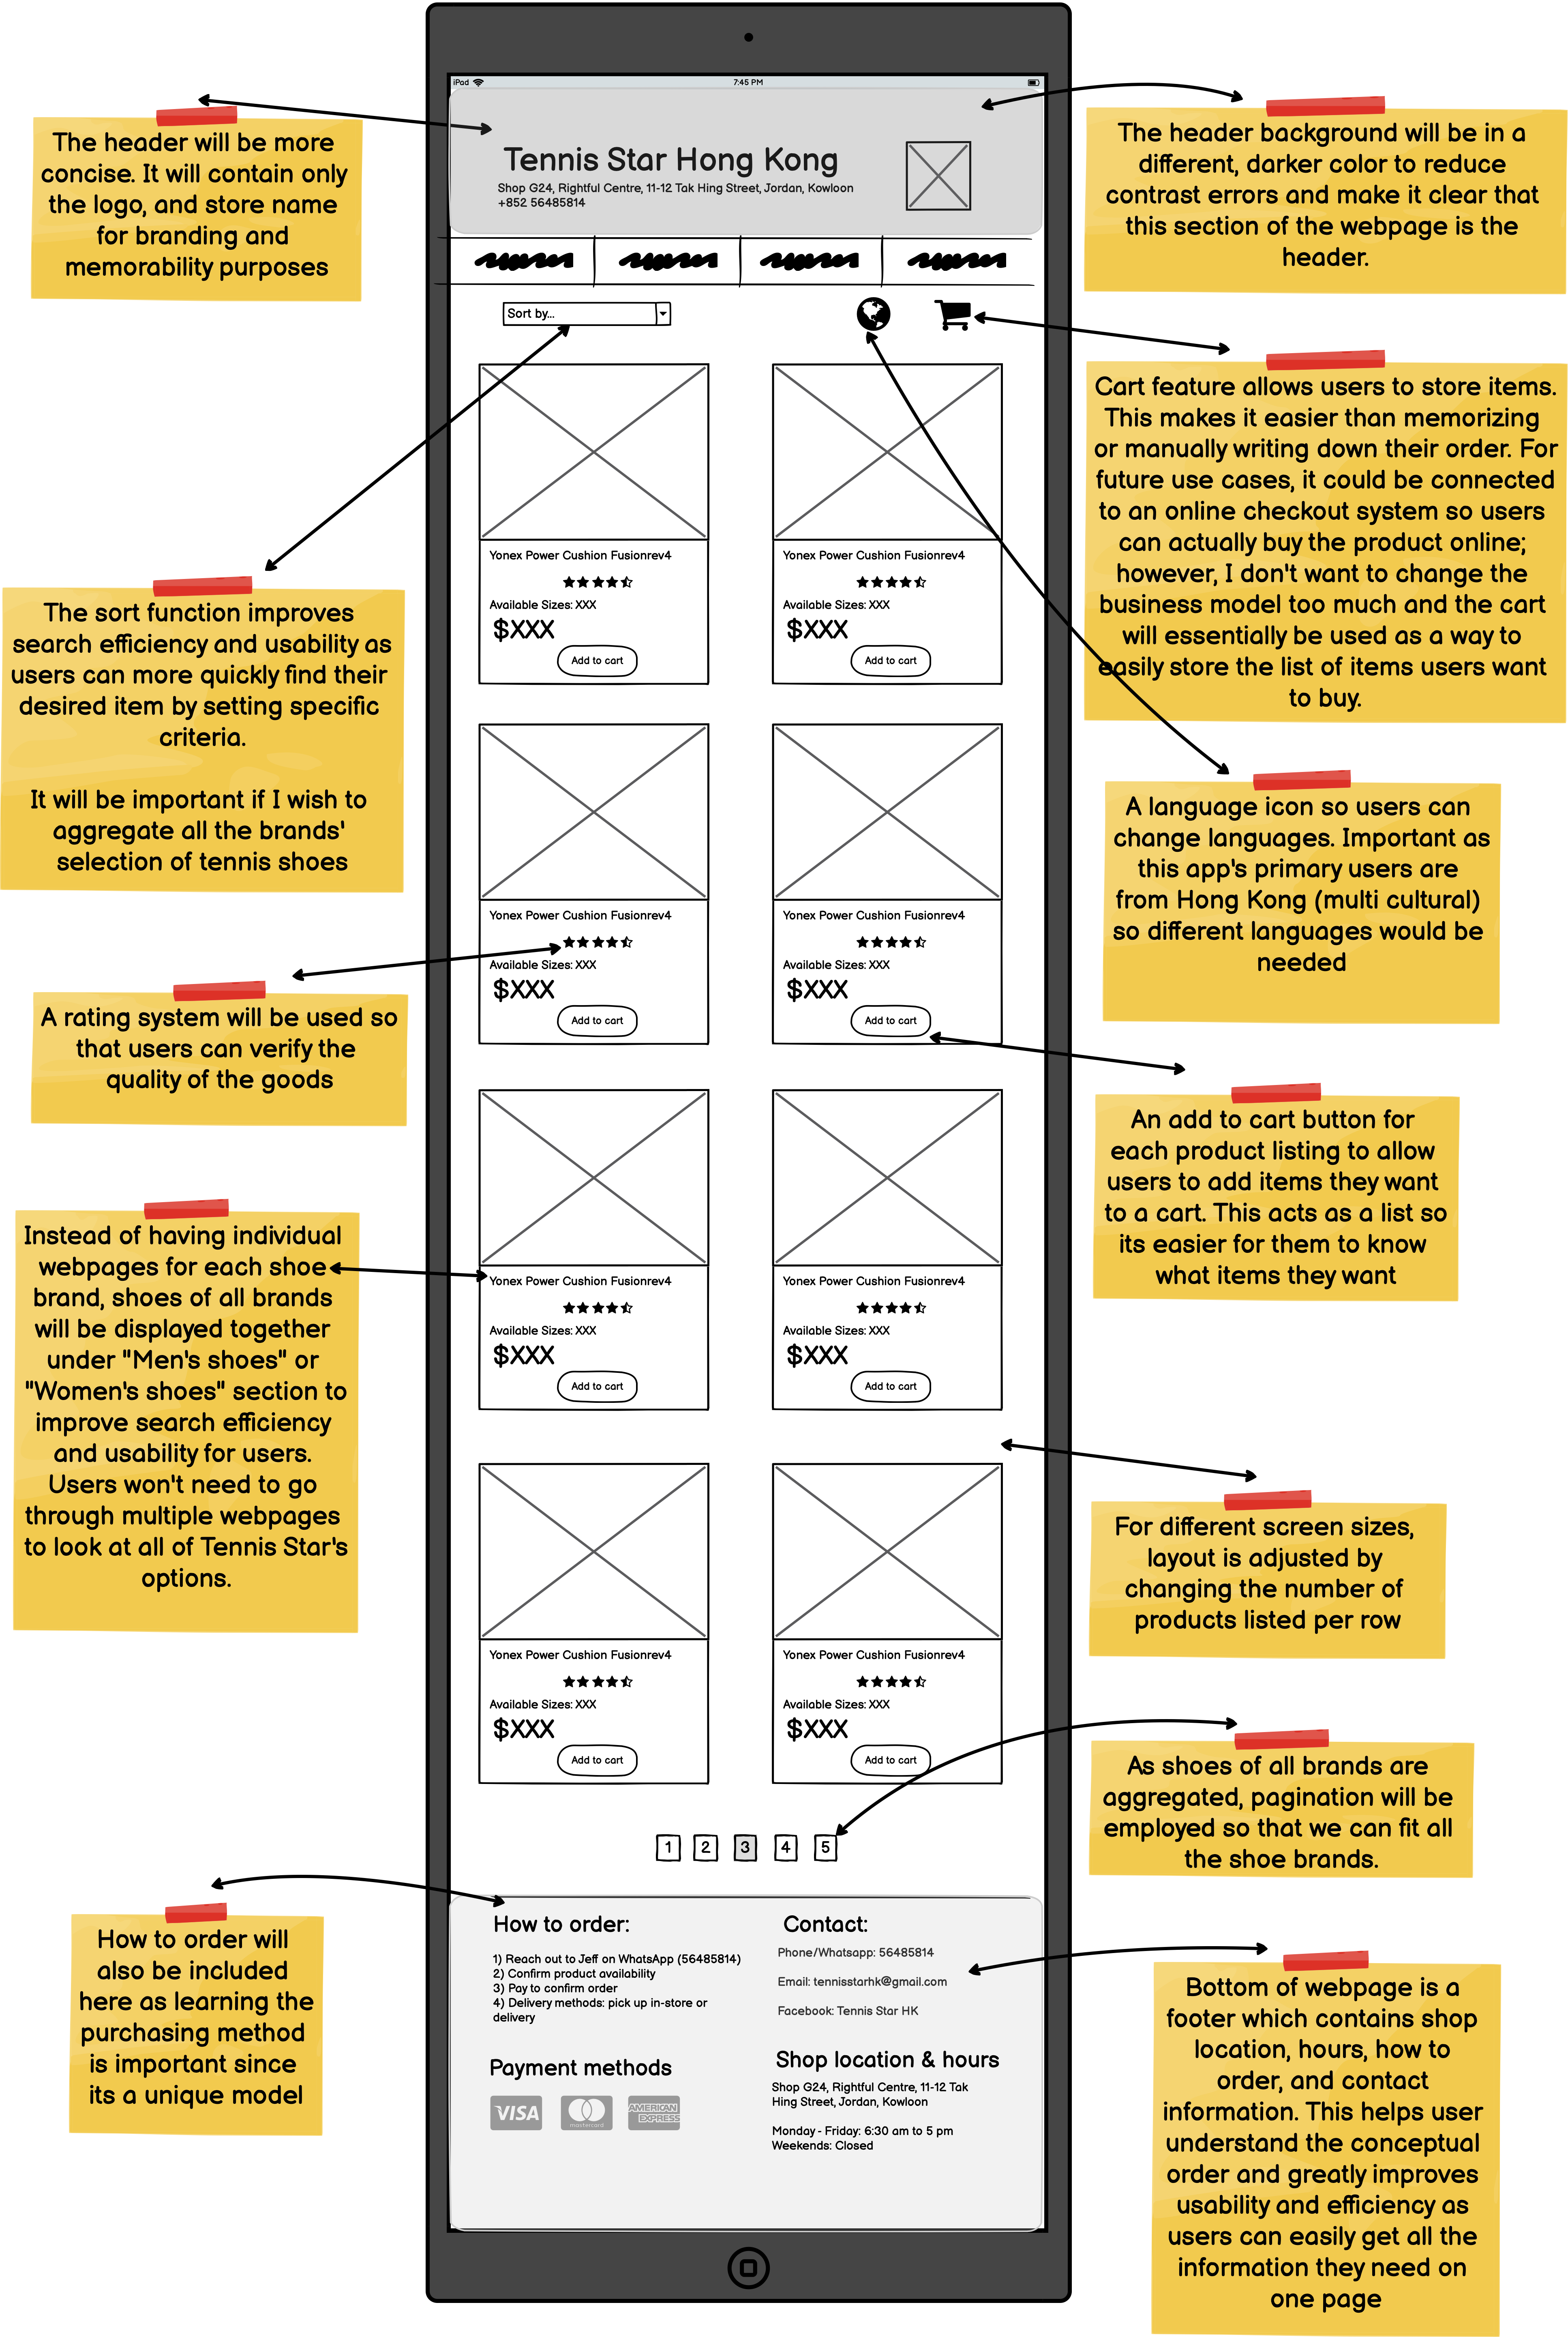 iPad
7:45 PM
The header will be more
concise. It will contain only
the logo, and store name
for branding and
memorability purposes
Tennis Star Hong Kong
Shop G24, Rightful Centre, 11-12 Tak Hing Street, Jordan, Kowloon
+852 56485814
The header background will be in a
different, darker color to reduce
contrast errors and make it clear that
this section of the webpage is the
header.
Sort by...
Cart feature allows users to store items.
This makes it easier than memorizing
or manually writing down their order. For
future use cases, it could be connected
to an online checkout system so users
can actually buy the product online;
however, I don't want to change the
business model too much and the cart
will essentially be used as a way to
easily store the list of items users want
to buy.
The sort function improves
search efficiency and usability as
users can more quickly find their
desired item by setting specific
criteria.
It will be important if I wish to
aggregate all the brands'
selection of tennis shoes
Yonex Power Cushion Fusionrev4
Available Sizes: XXX
$XXX
Add to cart
Yonex Power Cushion Fusionrev4
Available Sizes: XXX
$XXX
Add to cart
A language icon so users can
change languages. Important as
this app's primary users are
from Hong Kong (multi cultural)
so different languages would be
needed
Yonex Power Cushion Fusionrev4
Available Sizes: XXX
$XXX
Add to cart
Yonex Power Cushion Fusionrev4
Available Sizes: XXX
$XXX
Add to cart
A rating system will be used so
that users can verify the
quality of the goods
An add to cart button for
each product listing to allow
users to add items they want
to a cart. This acts as a list so
its easier for them to know
what items they want
Instead of having individual
webpages for each shoe
brand, shoes of all brands
will be displayed together
under "Men's shoes" or
"Women's shoes" section to
improve search efficiency
and usability for users.
Users won't need to go
through multiple webpages
to look at all of Tennis Star's
options.
Yonex Power Cushion Fusionrev4
Available Sizes: XXX
$XXX
Add to cart
Yonex Power Cushion Fusionrev4
Available Sizes: XXX
$XXX
Add to cart
For different screen sizes,
layout is adjusted by
changing the number of
products listed per row
Yonex Power Cushion Fusionrev4
Available Sizes: XXX
$XXX
Add to cart
Yonex Power Cushion Fusionrev4
Available Sizes: XXX
$XXX
Add to cart
As shoes of all brands are
aggregated, pagination will be
employed so that we can fit all
the shoe brands.
1 2 3 4 5
How to order will
also be included
here as learning the
purchasing method
is important since
its a unique model
How to order:
1) Reach out to Jeff on WhatsApp (56485814)
2) Confirm product availability
3) Pay to confirm order
4) Delivery methods: pick up in-store or
delivery
Payment methods
VISA
mastercard
AMERICAN
EXPRESS
Contact:
Phone/Whatsapp: 56485814
Email: tennisstarhk@gmail.com
Facebook: Tennis Star HK
Shop location & hours
Shop G24, Rightful Centre, 11-12 Tak
Hing Street, Jordan, Kowloon
Monday - Friday: 6:30 am to 5 pm
Weekends: Closed
Bottom of webpage is a
footer which contains shop
location, hours, how to
order, and contact
information. This helps user
understand the conceptual
order and greatly improves
usability and efficiency as
users can easily get all the
information they need on
one page